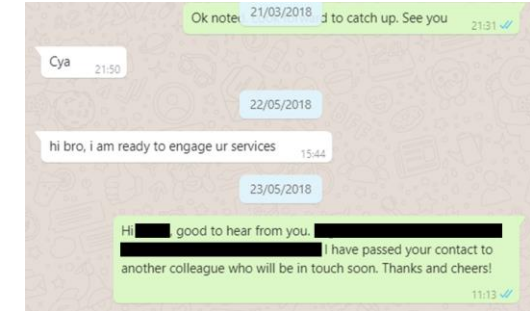 21/03/2018
Ok noted to catch up. See you
21:31
Cya
21:50
22/05/2018
hi bro, i am ready to engage ur services
15:44
23/05/2018
Hi , good to hear from you.
I have passed your contact to
another colleague who will be in touch soon. Thanks and cheers!
11:13